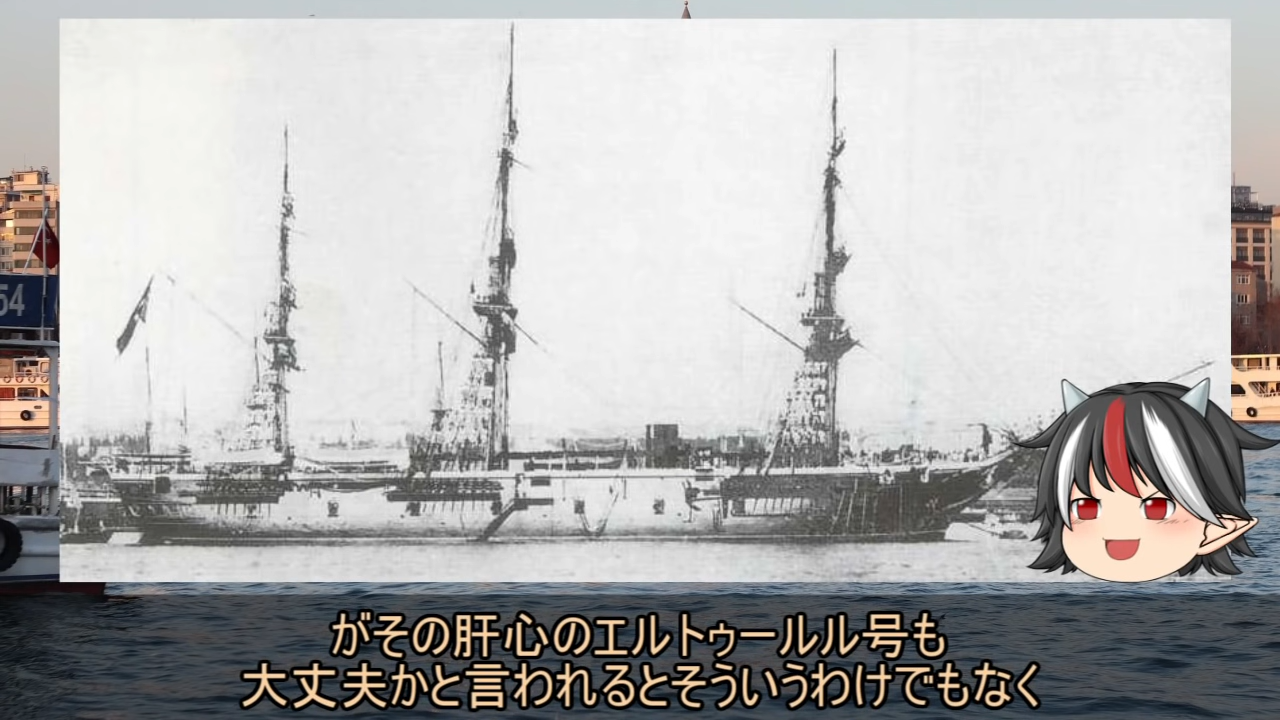 54
がその肝心のエルトゥールル号も
大丈夫かと言われるとそういうわけでもなく